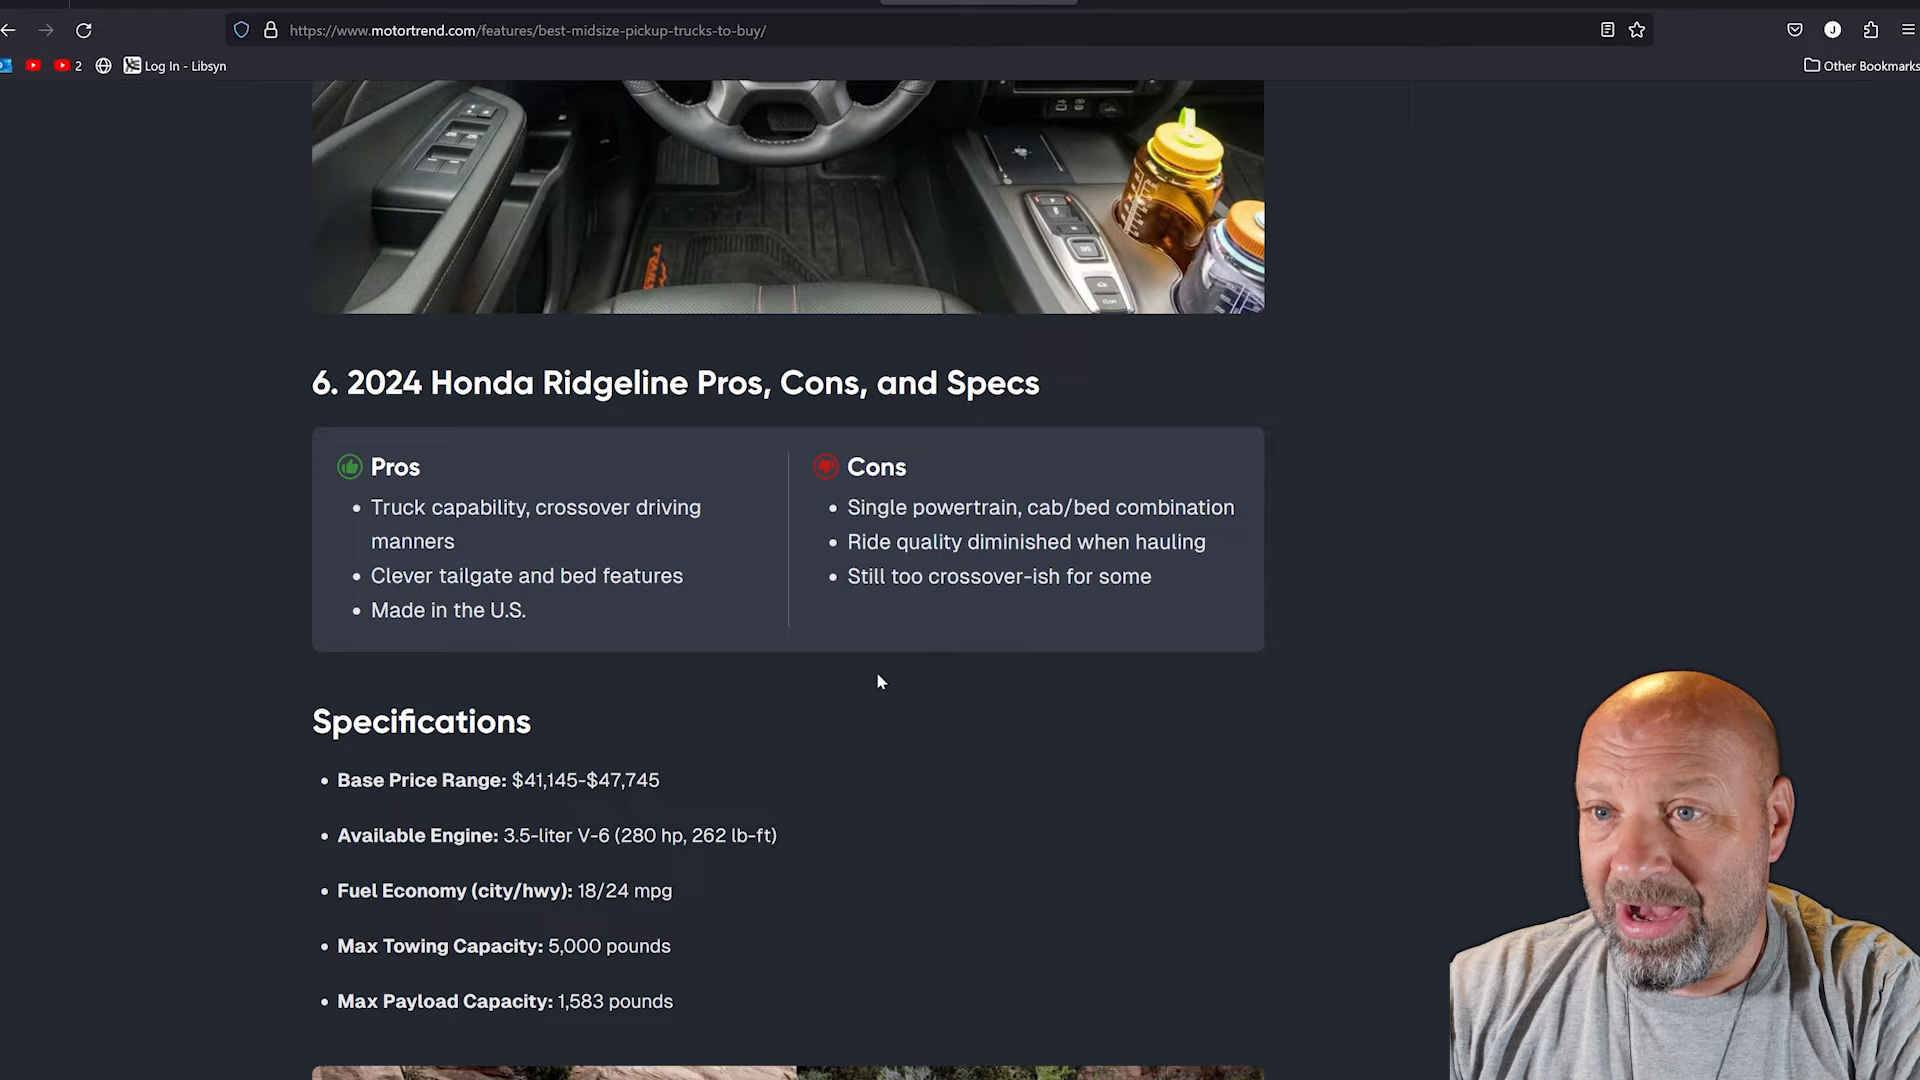 https://www.motortrend.com/features/best-midsize-pickup-trucks-to-buy/
J
2
Log In - Libsyn
Other Bookmarks
6. 2024 Honda Ridgeline Pros, Cons, and Specs
Pros
Truck capability, crossover driving
manners
Clever tailgate and bed features
Made in the U.S.
Cons
Single powertrain, cab/bed combination
Ride quality diminished when hauling
Still too crossover-ish for some
Specifications
Base Price Range: $41,145-$47,745
Available Engine: 3.5-liter V-6 (280 hp, 262 lb-ft)
Fuel Economy (city/hwy): 18/24 mpg
Max Towing Capacity: 5,000 pounds
Max Payload Capacity: 1,583 pounds